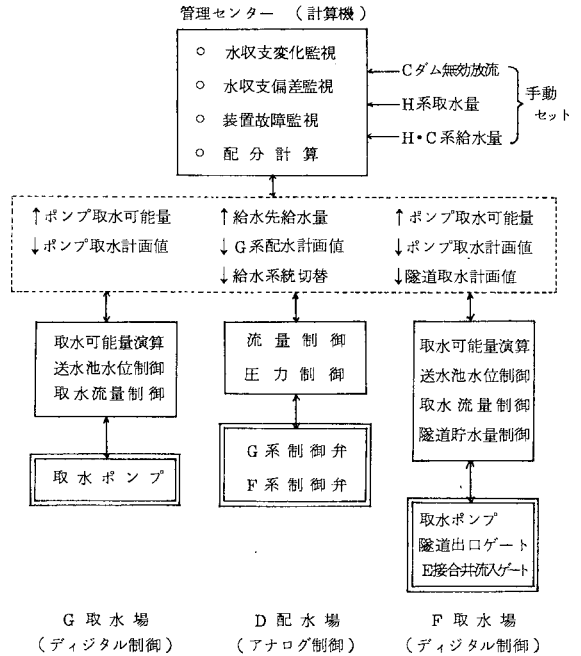 管理センター （計算機）
○ 水収支変化監視
○ 水収支偏差監視
○ 装置故障監視
○ 配分計算
Cダム無効放流
H系取水量
H・C系給水量
手動
セット
↑ポンプ取水可能量
↓ポンプ取水計画値
↑給水先給水量
↓G系配水計画値
↓給水系統切替
↑ポンプ取水可能量
↓ポンプ取水計画値
↓隧道取水計画値
取水可能量演算
送水池水位制御
取水流量制御
取水ポンプ
流量制御
圧力制御
G系制御弁
F系制御弁
取水可能量演算
送水池水位制御
取水流量制御
隧道貯水量制御
取水ポンプ
隧道出口ゲート
E接合井流入ゲート
G取水場
（ディジタル制御）
D配水場
（アナログ制御）
F取水場
（ディジタル制御）